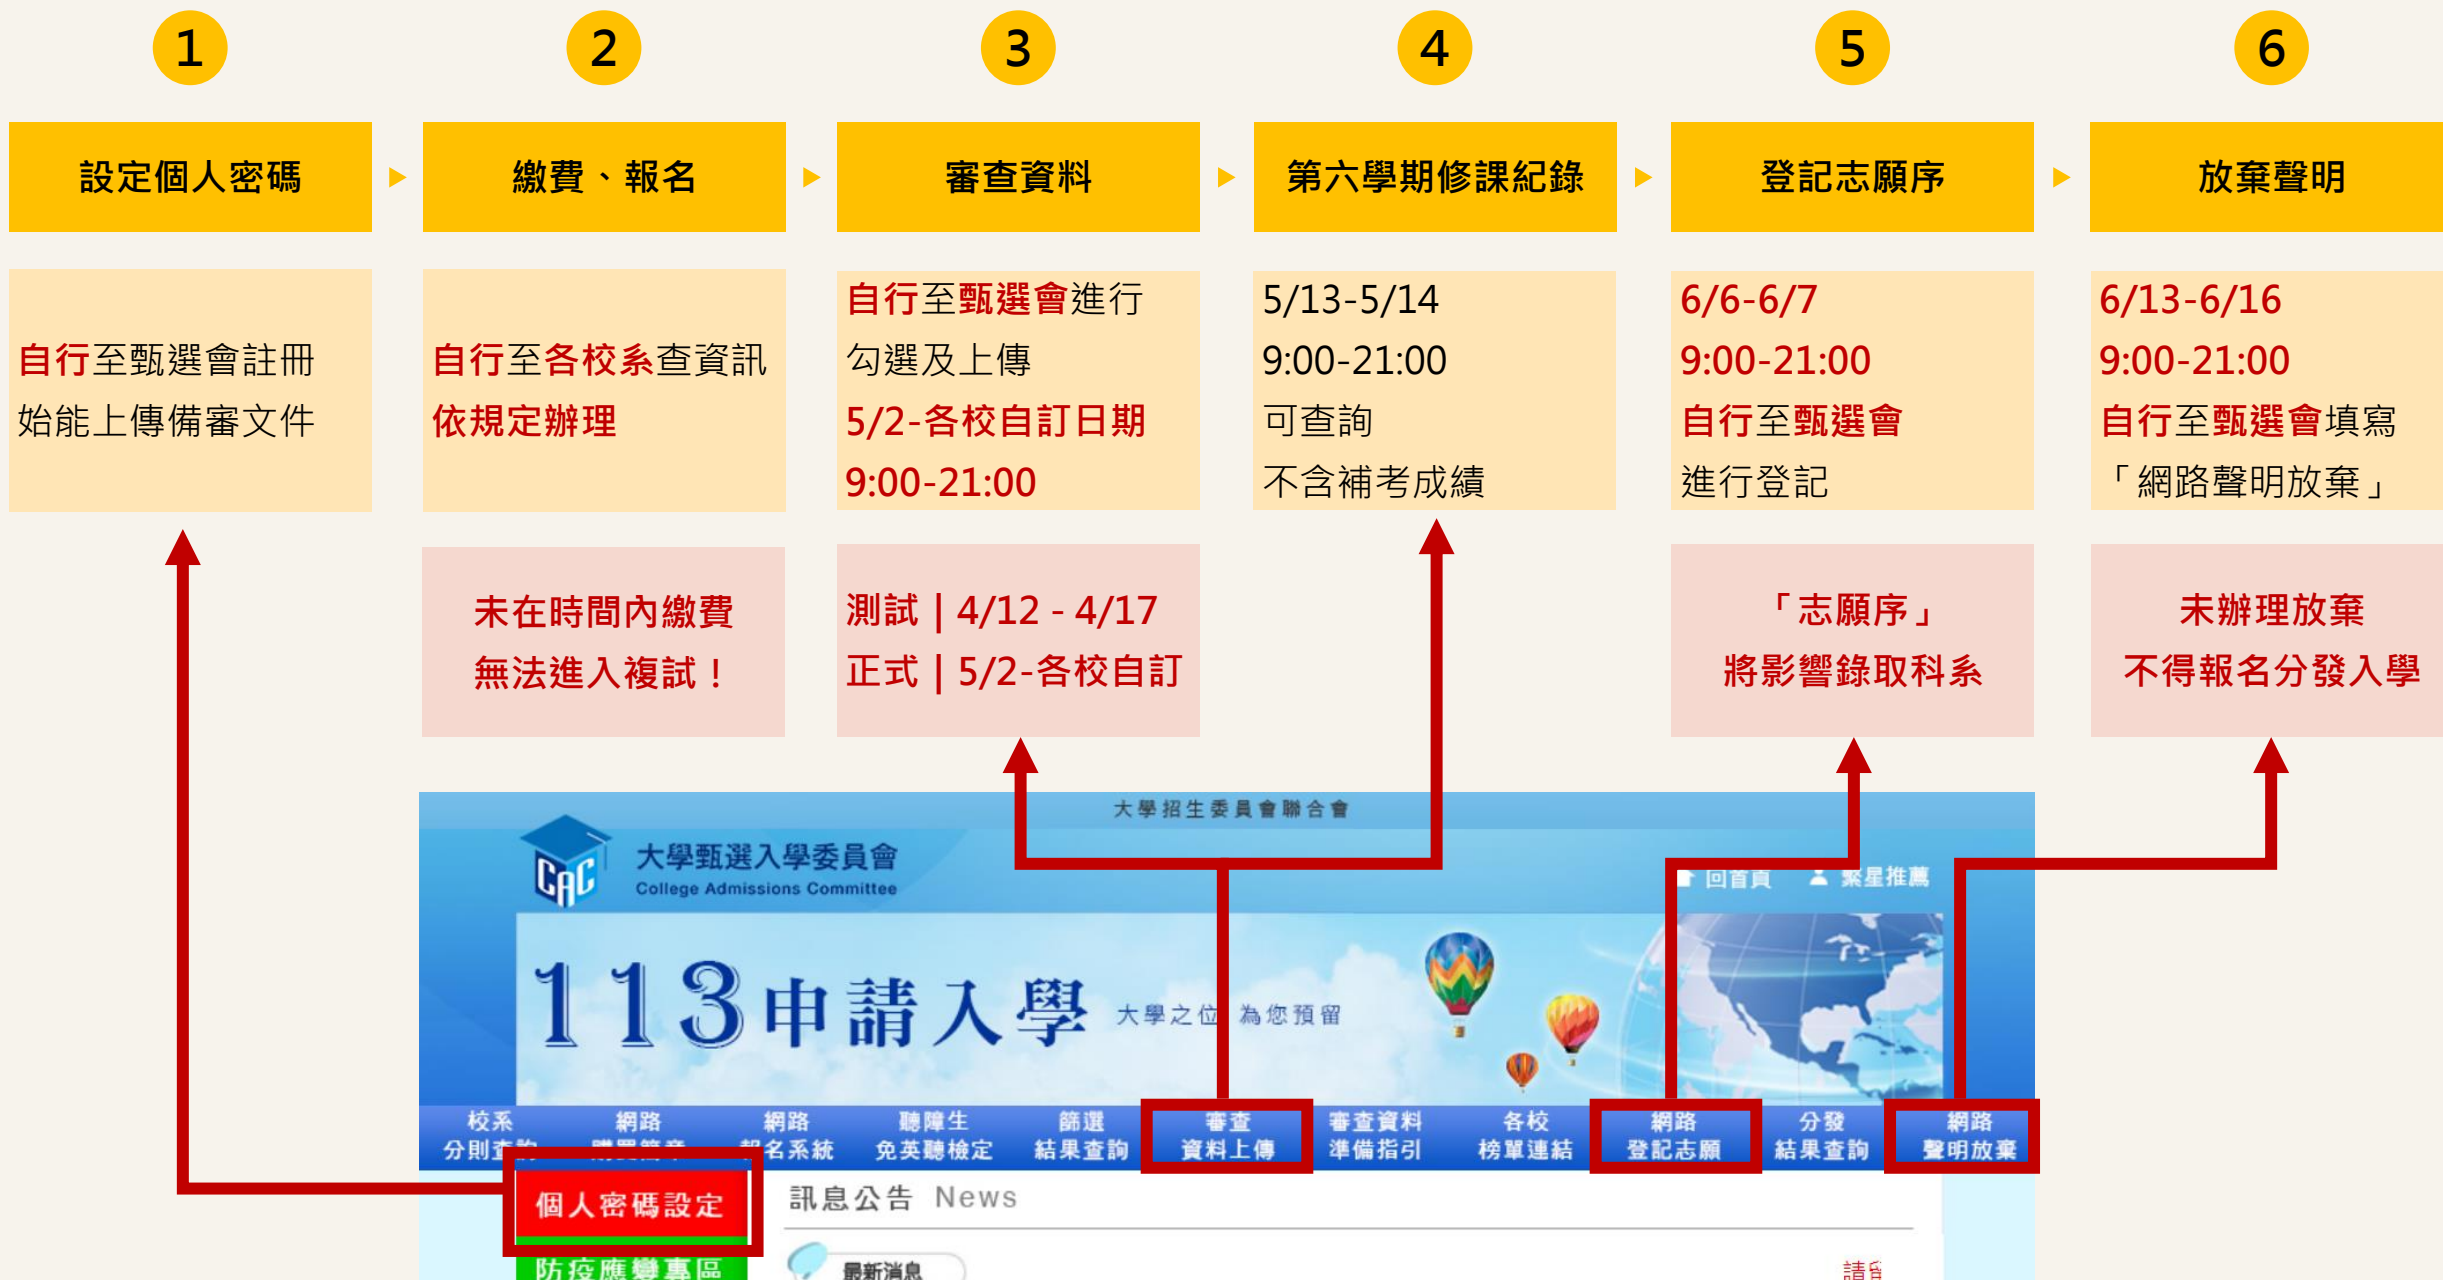 1
2
3
4
5
6
設定個人密碼
繳費、報名
審查資料
第六學期修課紀錄
登記志願序
放棄聲明
自行至甄選會註冊
始能上傳備審文件
自行至各校系查資訊
依規定辦理
自行至甄選會進行
勾選及上傳
5/2-各校自訂日期
9:00-21:00
5/13-5/14
9:00-21:00
可查詢
不含補考成績
6/6-6/7
9:00-21:00
自行至甄選會
進行登記
6/13-6/16
9:00-21:00
自行至甄選會填寫
「網路聲明放棄」
未在時間內繳費
無法進入複試！
測試 | 4/12 - 4/17
正式 | 5/2-各校自訂
「志願序」
將影響錄取科系
未辦理放棄
不得報名分發入學
大學招生委員會聯合會
CAC
大學甄選入學委員會
College Admissions Committee
回首頁
繁星推薦
113申請入學
大學之位 為您預留
校系
分則查詢
網路
網路
報名系統
聽障生
免英聽檢定
篩選
結果查詢
審查
資料上傳
審查資料
準備指引
各校
榜單連結
網路
登記志願
分發
結果查詢
網路
聲明放棄
個人密碼設定
訊息公告 News
防疫應變專區
最新消息
請